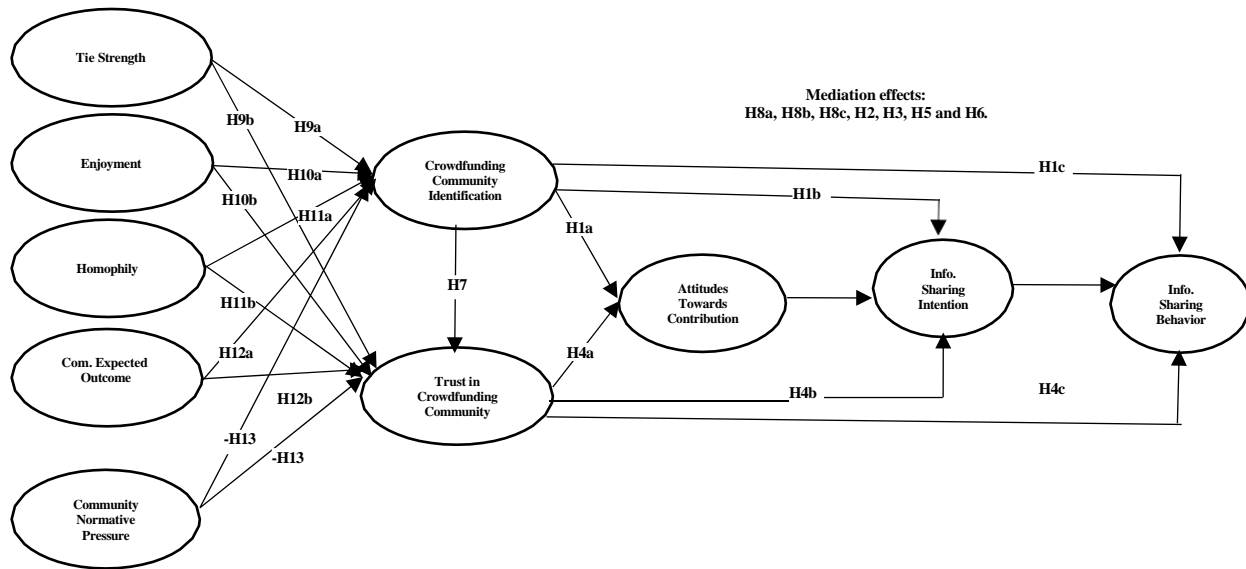 Tie Strength
Enjoyment
Homophily
Com. Expected
Outcome
Community
Normative
Pressure
H9b
H9a
H10a
H10b
H11a
H11b
H12a
H12b
-H13
-H13
Crowdfunding
Community
Identification
H7
Trust in
Crowdfunding
Community
Mediation effects:
H8a, H8b, H8c, H2, H3, H5 and H6.
H1c
H1b
H1a
H4a
H4b
H4c
Attitudes
Towards
Contribution
Info.
Sharing
Intention
Info.
Sharing
Behavior